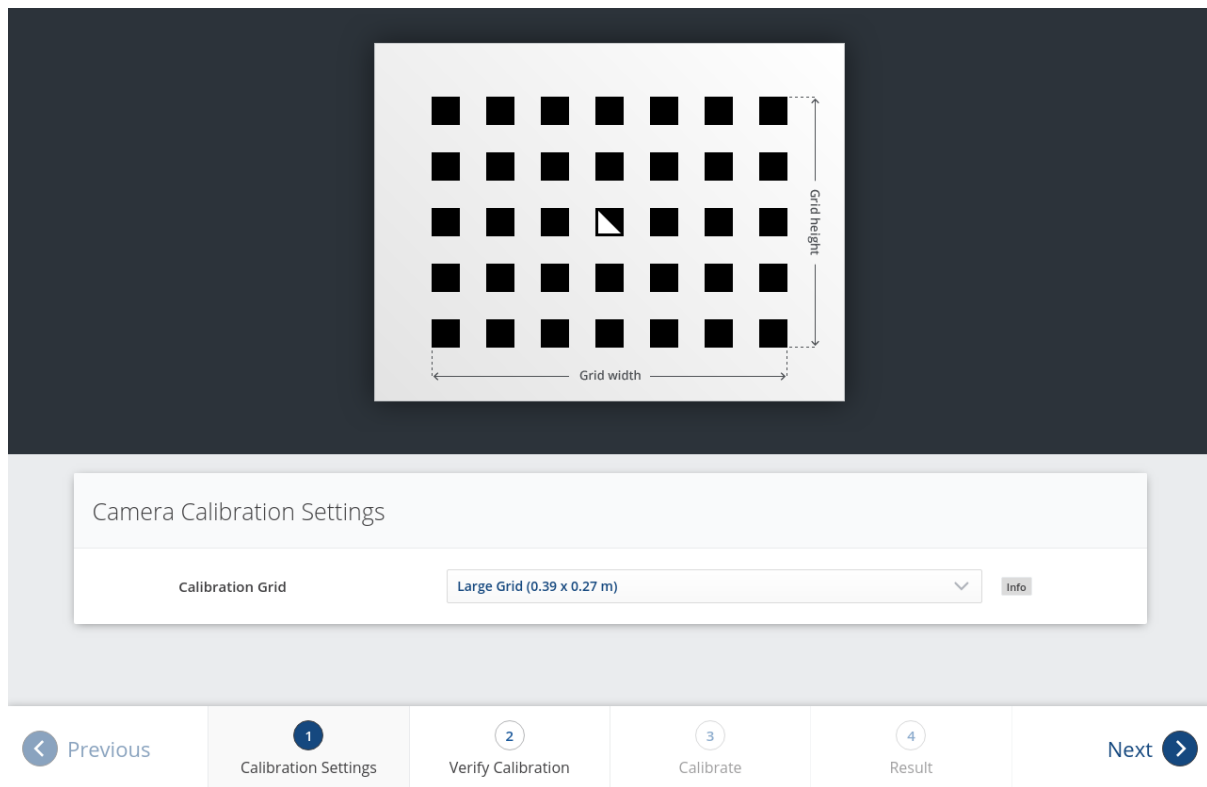 Grid height
Grid width
Camera Calibration Settings
Calibration Grid
Large Grid (0.39 x 0.27 m)
Info
Previous
1
Calibration Settings
2
Verify Calibration
3
Calibrate
4
Result
Next